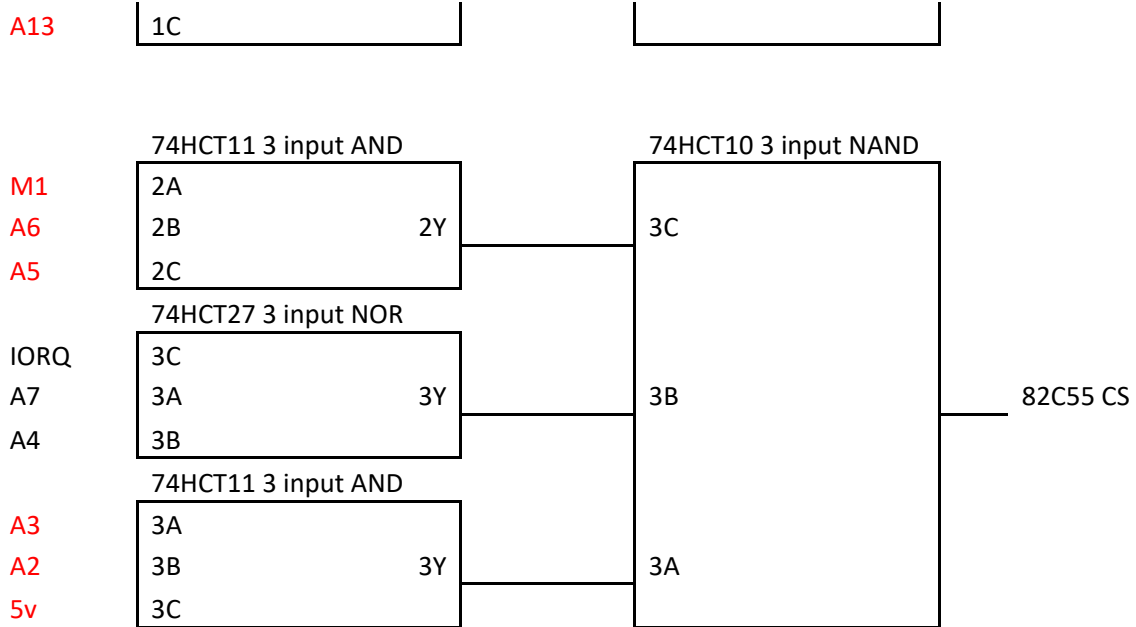 A13 1C
74HCT11 3 input AND 74HCT10 3 input NAND
M1 2A
A6 2B 2Y 3C
A5 2C
74HCT27 3 input NOR
IORQ 3C
A7 3A 3Y 3B 82C55 CS
A4 3B
74HCT11 3 input AND
A3 3A
A2 3B 3Y 3A
5v 3C